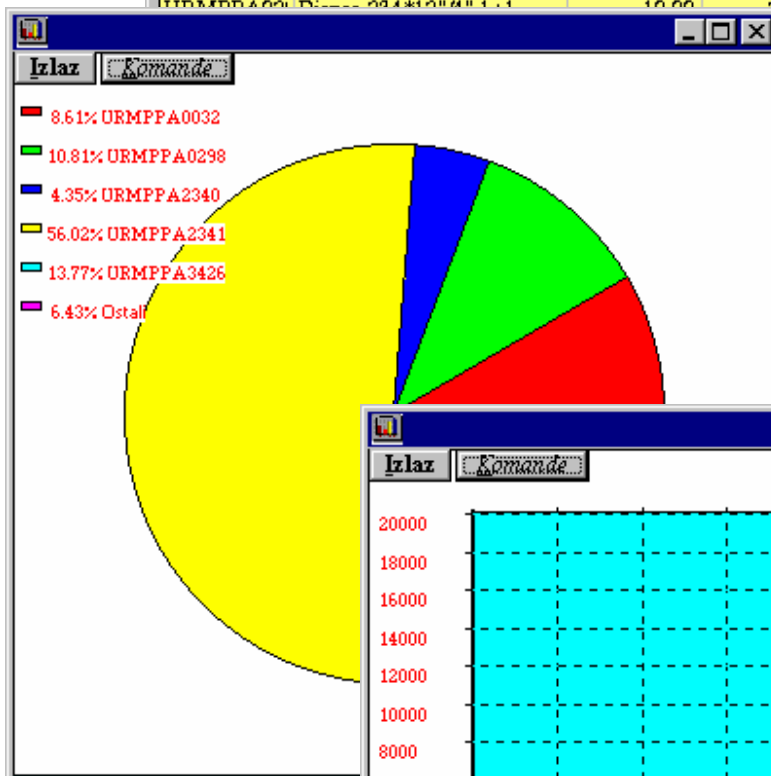 Izlaz Komande
8.61% URMPPA0032
10.81% URMPPA0298
4.35% URMPPA2340
56.02% URMPPA2341
13.77% URMPPA3426
6.43% Ostali
Izlaz Komande
20000
18000
16000
14000
12000
10000
8000